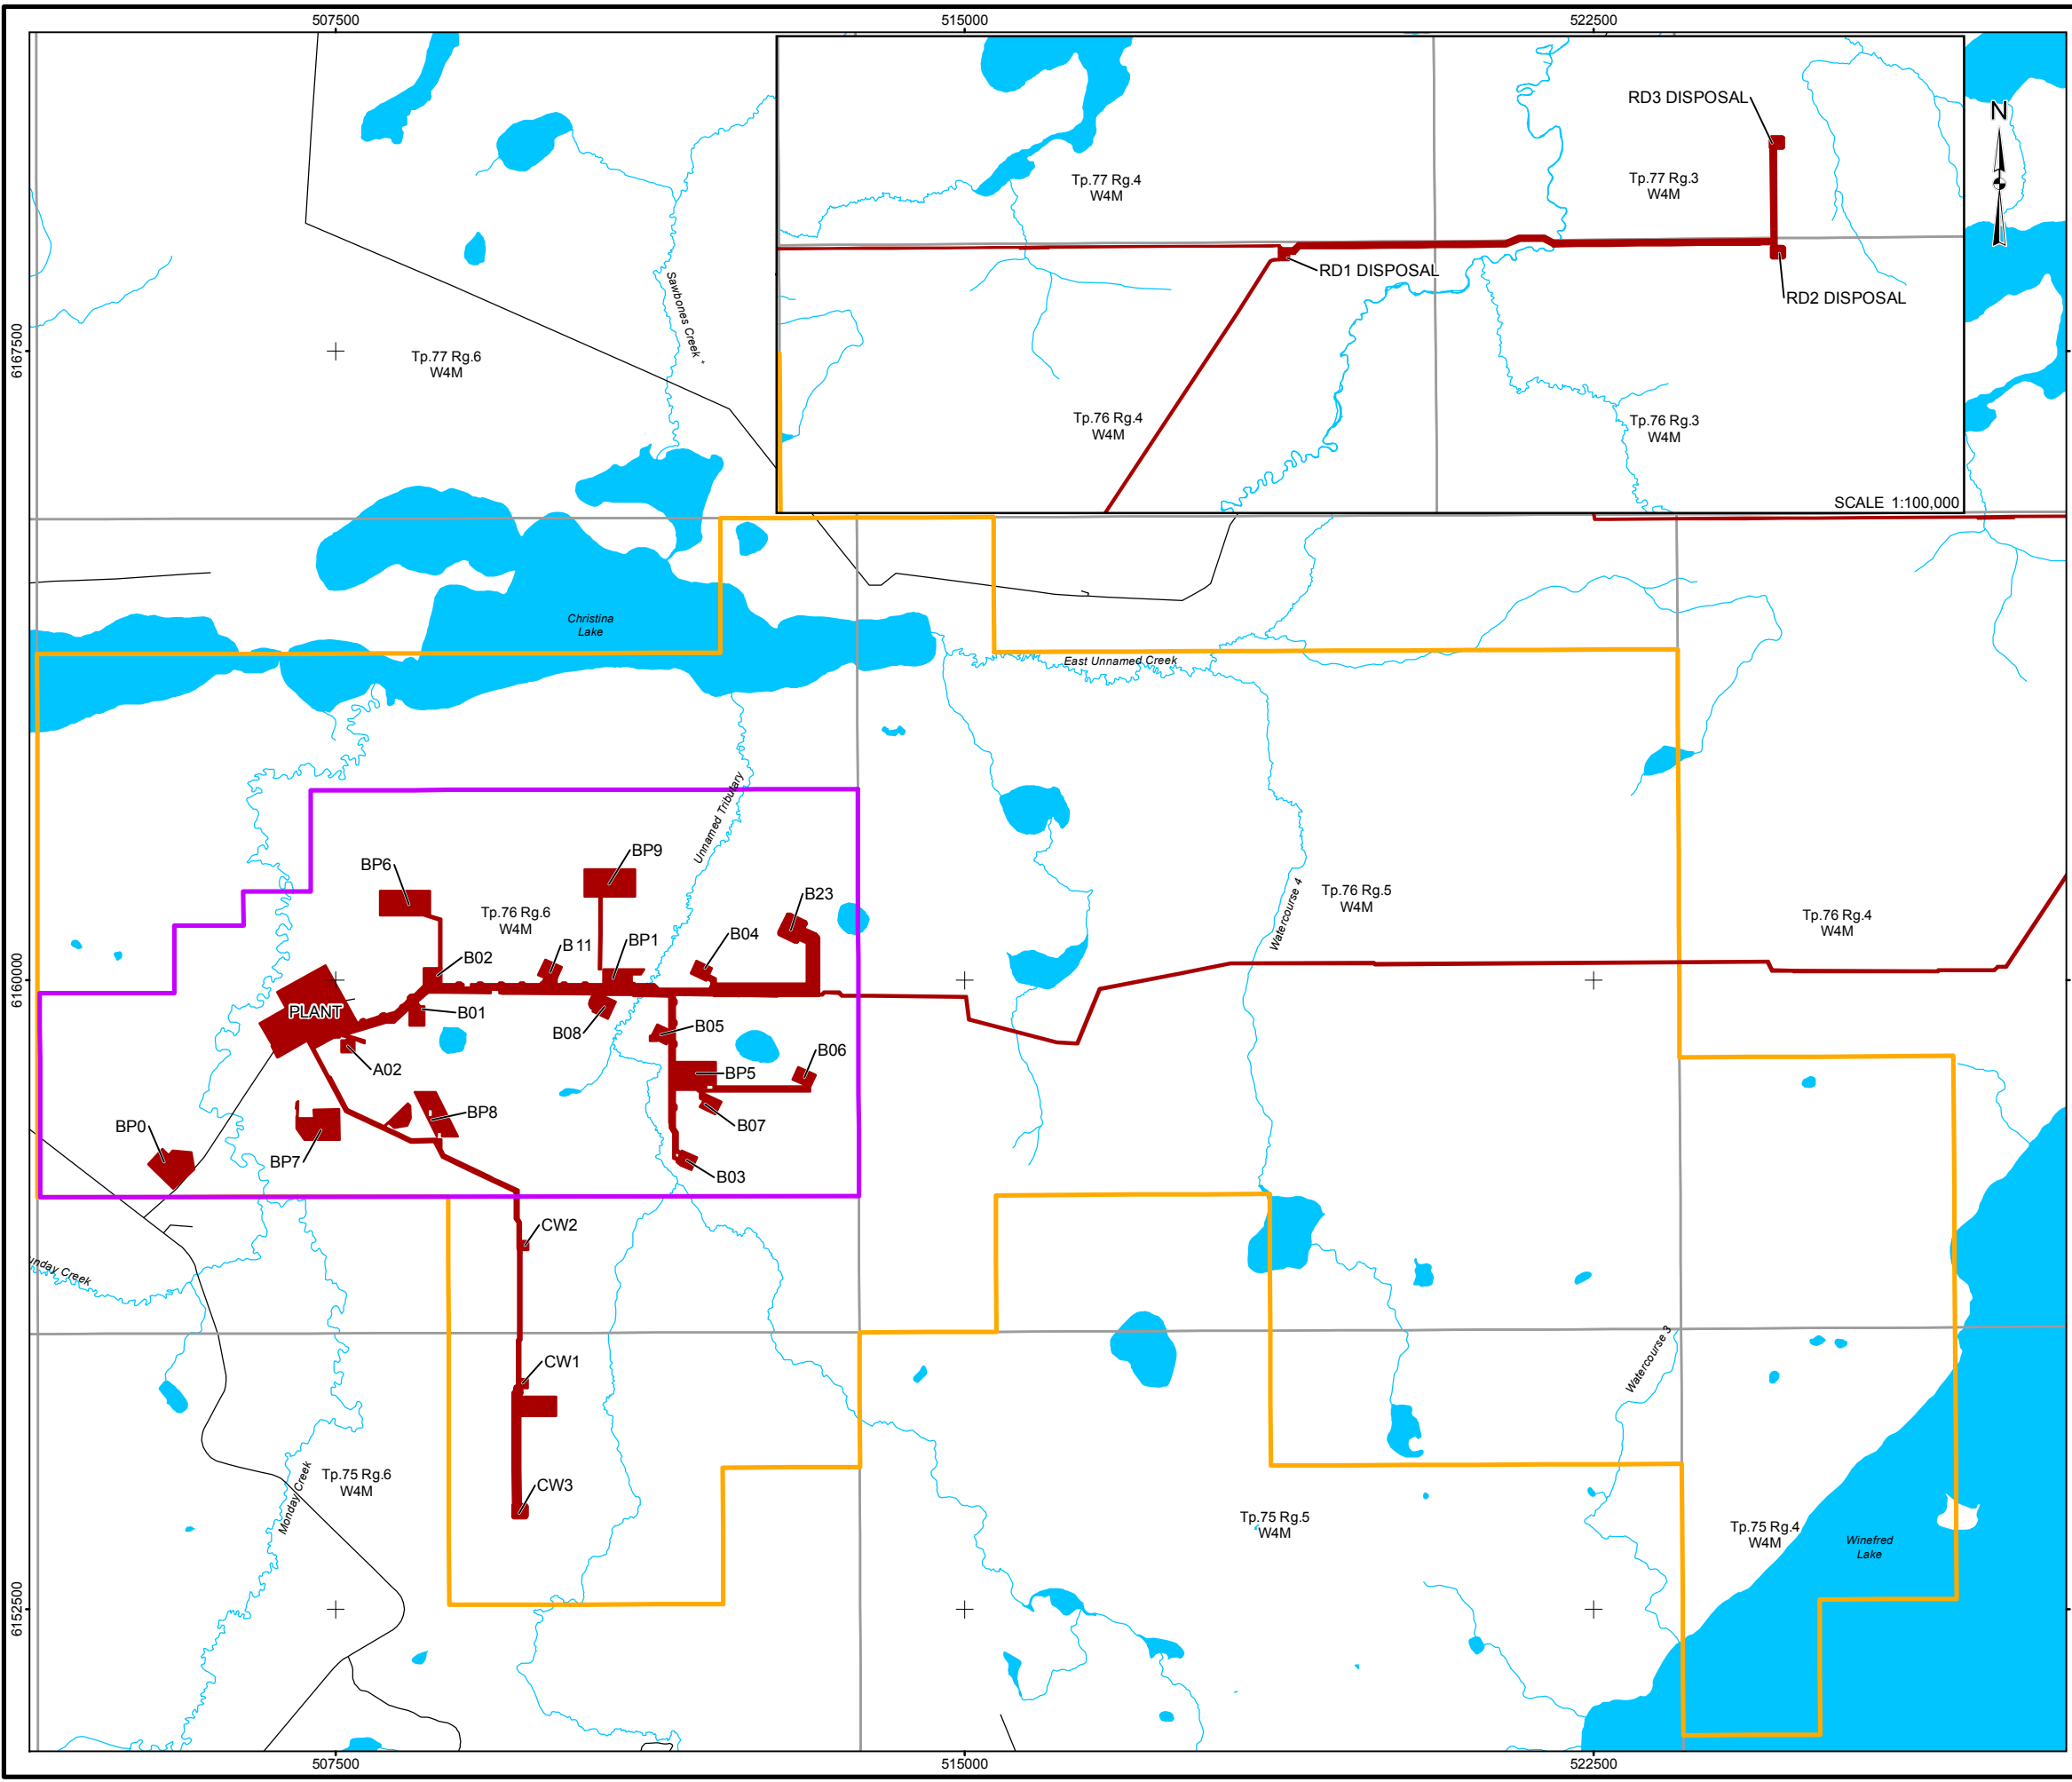 507500
515000
522500
RD3 DISPOSAL
N
Tp.77 Rg.4
W4M
Tp.77 Rg.3
W4M
RD1 DISPOSAL
RD2 DISPOSAL
Sawbones Creek
6167500
Tp.77 Rg.6
W4M
Tp.76 Rg.4
W4M
Tp.76 Rg.3
W4M
SCALE 1:100,000
Christina
Lake
East Unnamed Creek
Unnamed Tributary
BP6
BP9
B23
Tp.76 Rg.6
W4M
Tp.76 Rg.5
W4M
Tp.76 Rg.4
W4M
Watercourse 4
B02
B 11
BP1
B04
6160000
PLANT
B01
B08
B05
B06
A02
BP5
BP8
B07
BP0
BP7
B03
CW2
unday Creek
CW1
Watercourse 3
Tp.75 Rg.6
W4M
Monday Creek
CW3
Tp.75 Rg.5
W4M
Tp.75 Rg.4
W4M
Winefred
Lake
6152500
507500
515000
522500